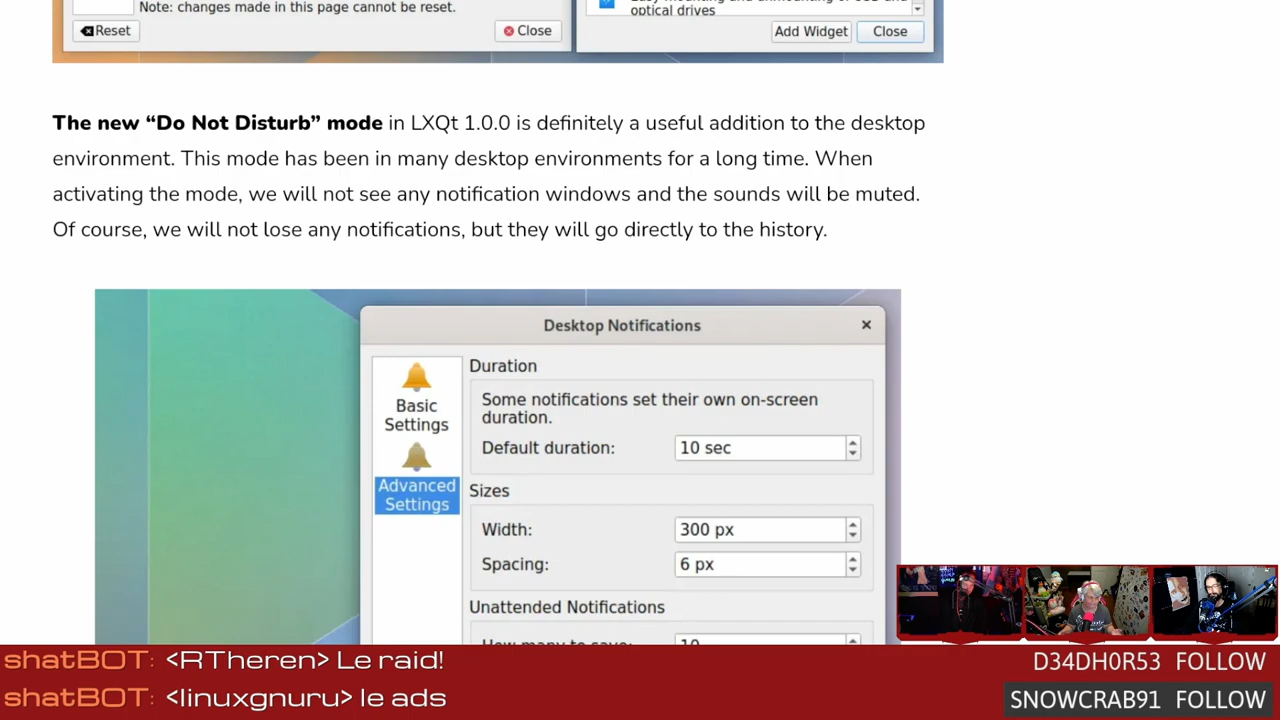 Note: changes made in this page cannot be reset.
optical drives
Reset
Close
Add Widget
Close
The new “Do Not Disturb” mode in LXQt 1.0.0 is definitely a useful addition to the desktop
environment. This mode has been in many desktop environments for a long time. When
activating the mode, we will not see any notification windows and the sounds will be muted.
Of course, we will not lose any notifications, but they will go directly to the history.
Desktop Notifications
Basic
Settings
Advanced
Settings
Duration
Some notifications set their own on-screen
duration.
Default duration:
10 sec
Sizes
Width:
300 px
Spacing:
6 px
Unattended Notifications
shatBOT: <RTheren> Le raid!
shatBOT: <linuxgnuru> le ads
D34DH0R53 FOLLOW
SNOWCRAB91 FOLLOW